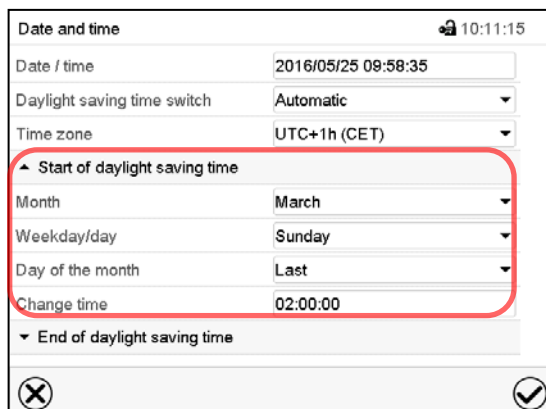 Date and time 10:11:15
Date / time 2016/05/25 09:58:35
Daylight saving time switch Automatic
Time zone UTC+1h (CET)
Start of daylight saving time
Month March
Weekday/day Sunday
Day of the month Last
Change time 02:00:00
End of daylight saving time